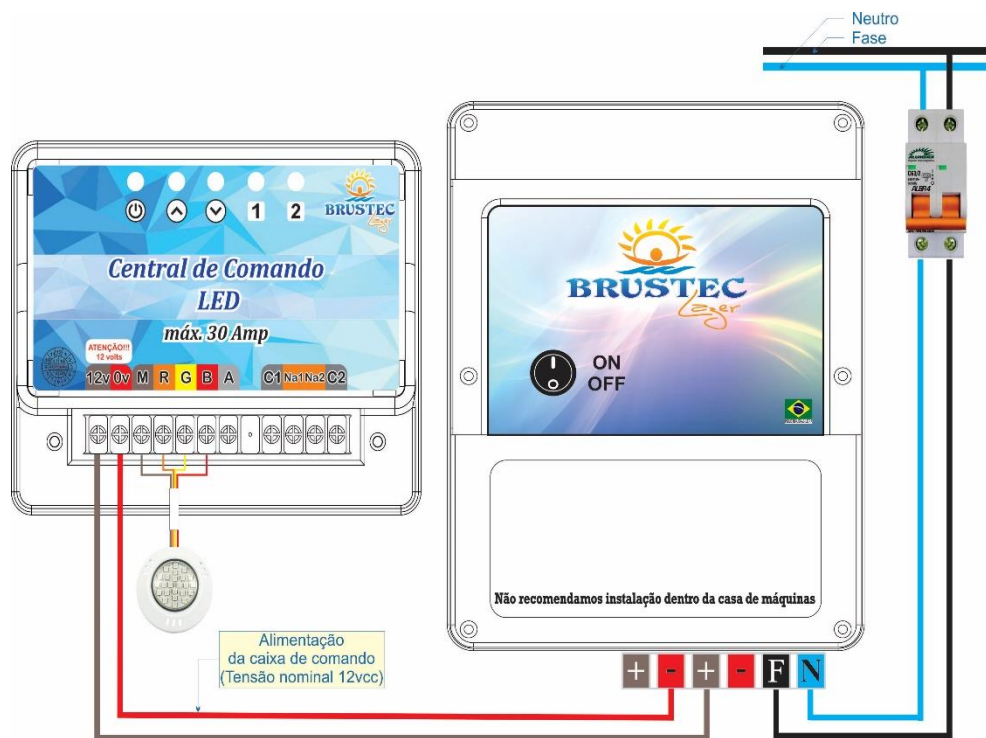 Neutro
Fase
1
2
BRUSTEC
Lazer
Central de Comando
LED
máx. 30 Amp
ATENÇÃO!!!
12 volts
12v 0v M R G B A C1 Na1 Na2 C2
BRUSTEC
Lazer
ON
OFF
Não recomendamos instalação dentro da casa de máquinas
Alimentação
da caixa de comando
(Tensão nominal 12vcc)
+ - + - F N